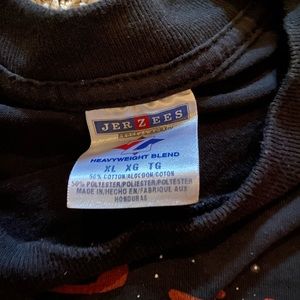 JERZEES
HEAVYWEIGHT BLEND
XL XG TG
50% COTTON/ALGODON/COTON
50% POLYESTER/POLIESTER/POLYESTER
MADE IN/HECHO EN/FABRIQUE AUX
HONDURAS